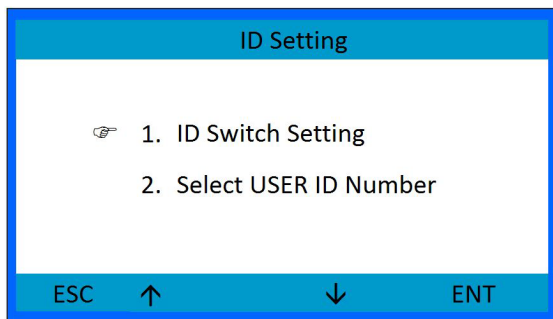 ID Setting
☞ 1. ID Switch Setting
2. Select USER ID Number
ESC ↑ ↓ ENT